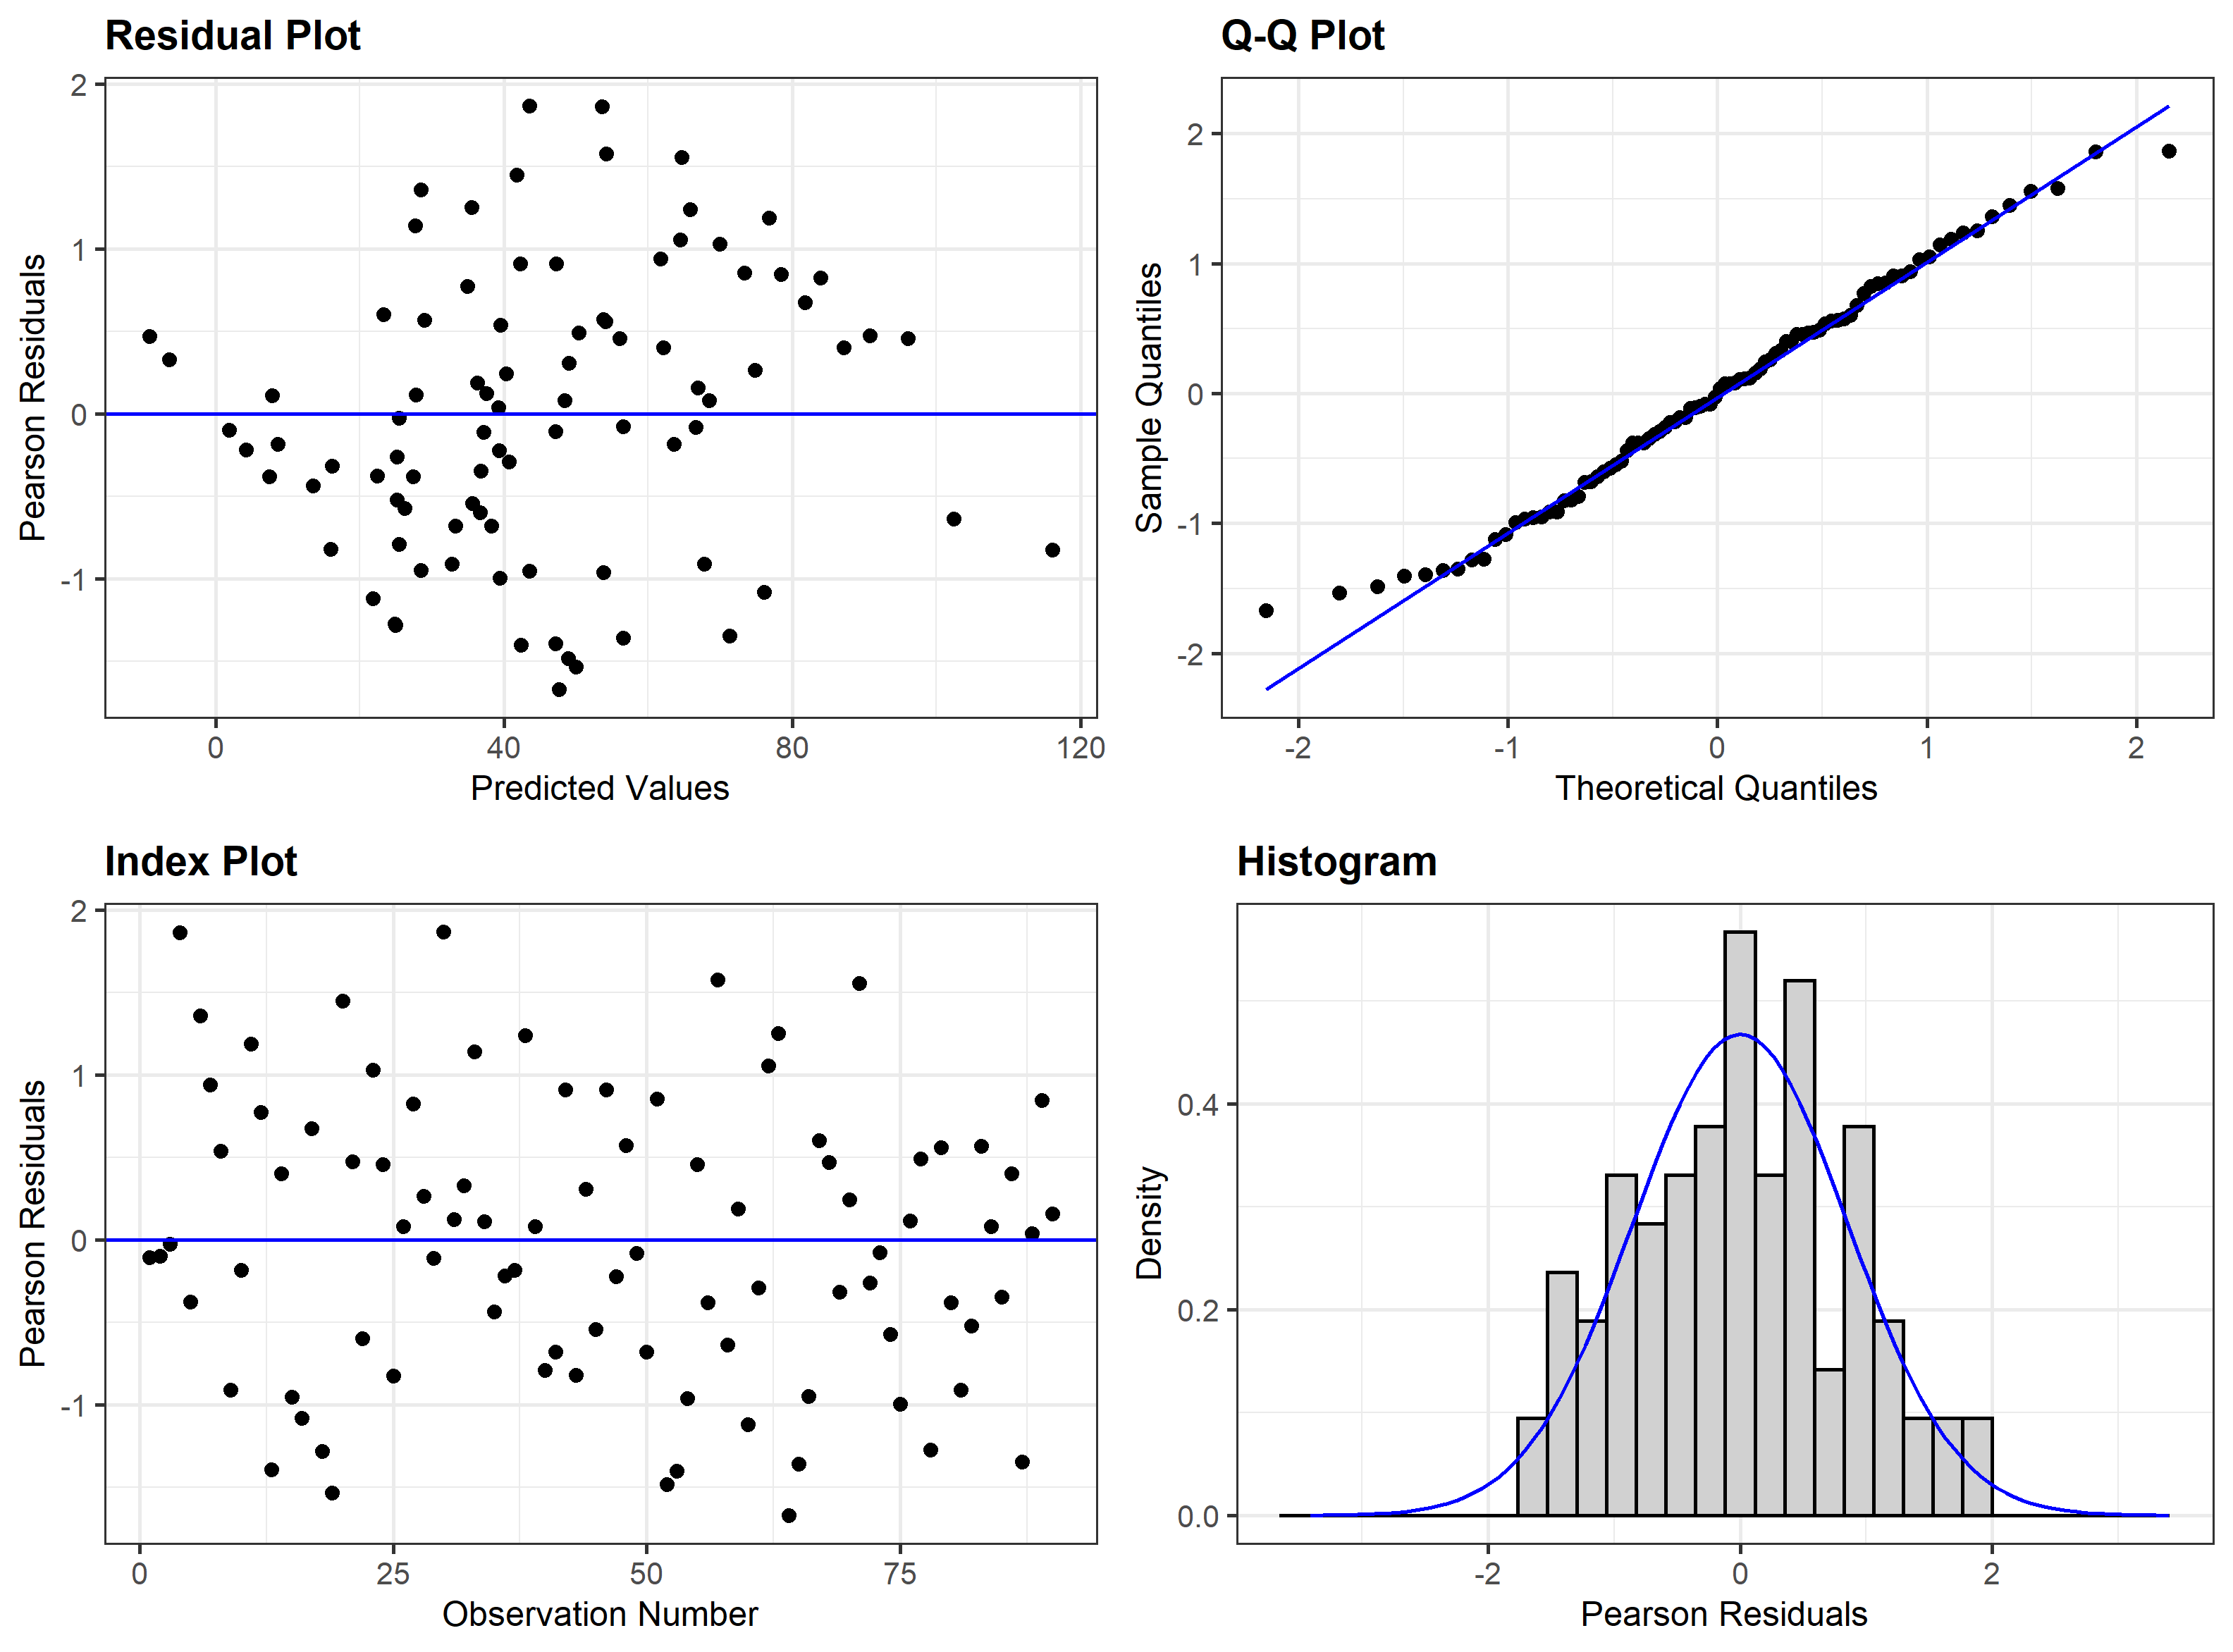 Residual Plot
2
1
0
-1
Pearson Residuals
0
40
80
120
Predicted Values
Q-Q Plot
2
1
0
-1
-2
Sample Quantiles
-2
-1
0
1
2
Theoretical Quantiles
Index Plot
2
1
0
-1
Pearson Residuals
0
25
50
75
Observation Number
Histogram
0.4
0.2
0.0
Density
-2
0
2
Pearson Residuals